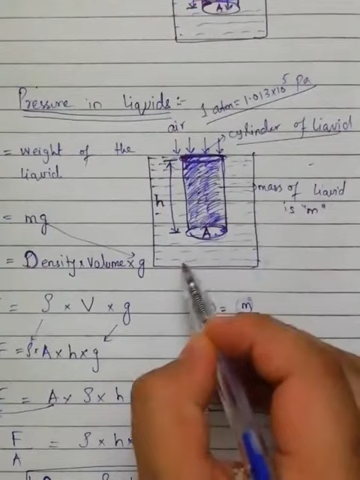 A
Pressure in Liquids:-
1 atm = 1.013×10⁵ Pa
air
cylinder of liquid
= weight of the
liquid
h
A
mass of liquid
is "m"
= mg
= Density × Volume × g
= ρ × V × g
= m
F = ρ × A × h × g
= A × ρ × h
F/A = ρ × h ×